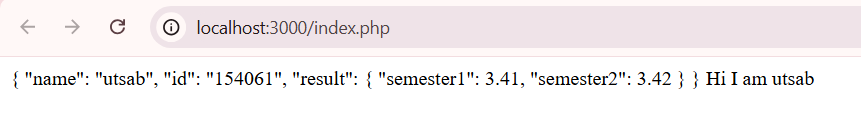 localhost:3000/index.php
{ "name": "utsab", "id": "154061", "result": { "semester1": 3.41, "semester2": 3.42 } } Hi I am utsab